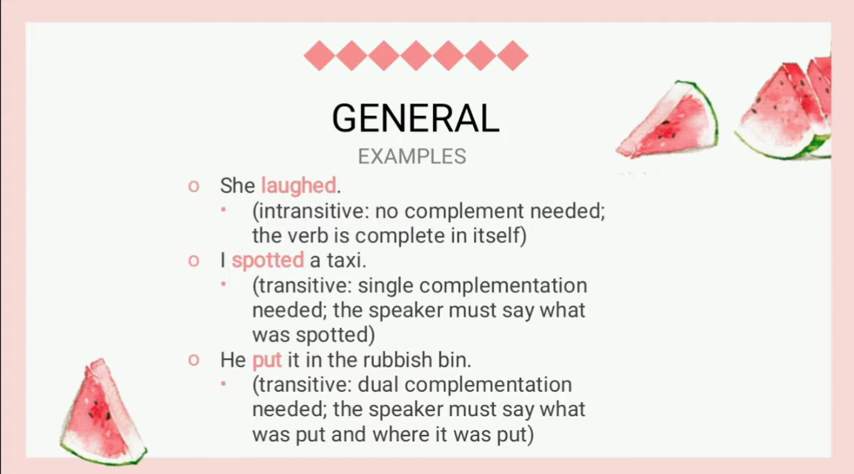 GENERAL
EXAMPLES
o She laughed.
• (intransitive: no complement needed;
the verb is complete in itself)
o I spotted a taxi.
• (transitive: single complementation
needed; the speaker must say what
was spotted)
o He put it in the rubbish bin.
• (transitive: dual complementation
needed; the speaker must say what
was put and where it was put)